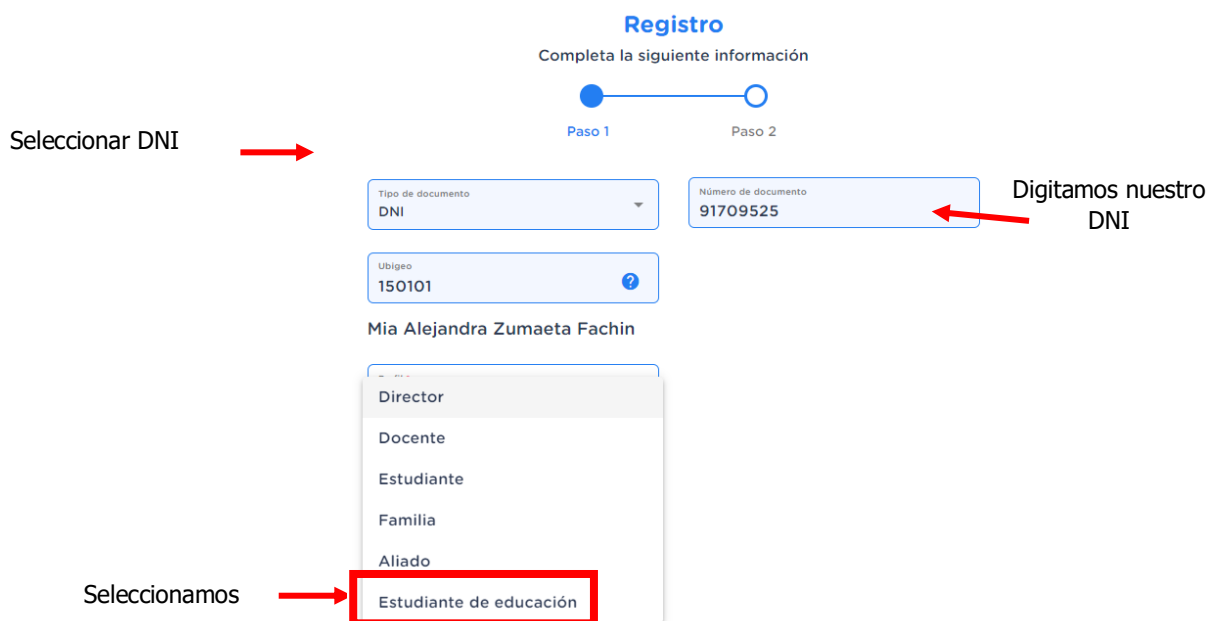 Registro
Completa la siguiente información
Paso 1
Paso 2
Seleccionar DNI
Tipo de documento
DNI
Número de documento
91709525
Digitamos nuestro
DNI
Ubigeo
150101
?
Mia Alejandra Zumaeta Fachin
Director
Docente
Estudiante
Familia
Aliado
Seleccionamos
Estudiante de educación